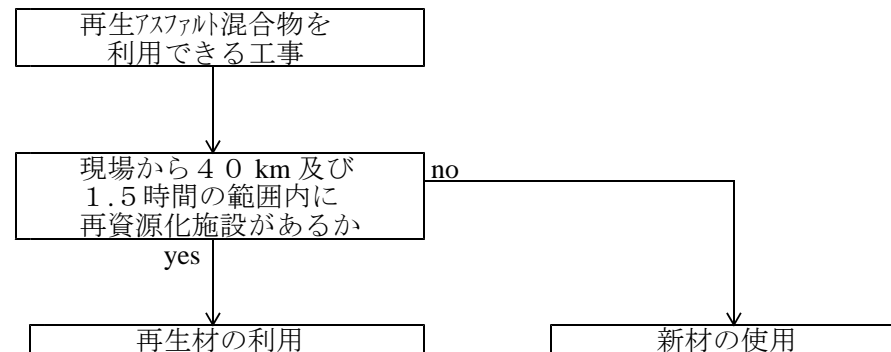 再生ｱｽﾌｧﾙﾄ混合物を
利用できる工事
現場から４０ km 及び
１.５時間の範囲内に
再資源化施設があるか
no
yes
再生材の利用
新材の使用